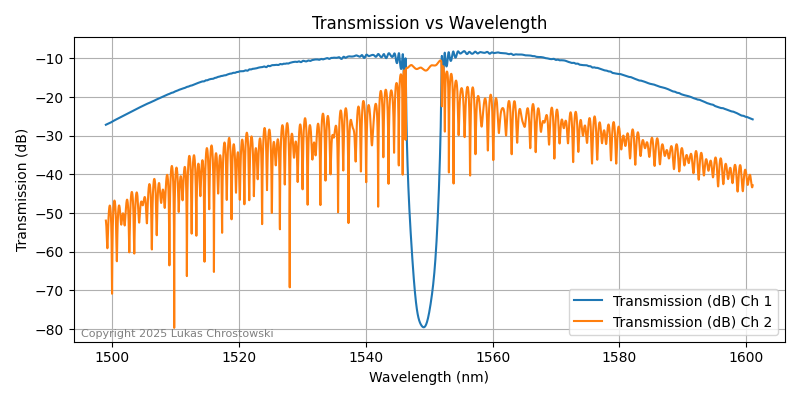 Transmission vs Wavelength
Transmission (dB)
−10
−20
−30
−40
−50
−60
−70
−80
Transmission (dB) Ch 1
Transmission (dB) Ch 2
Copyright 2025 Lukas Chrostowski
1500
1520
1540
1560
1580
1600
Wavelength (nm)